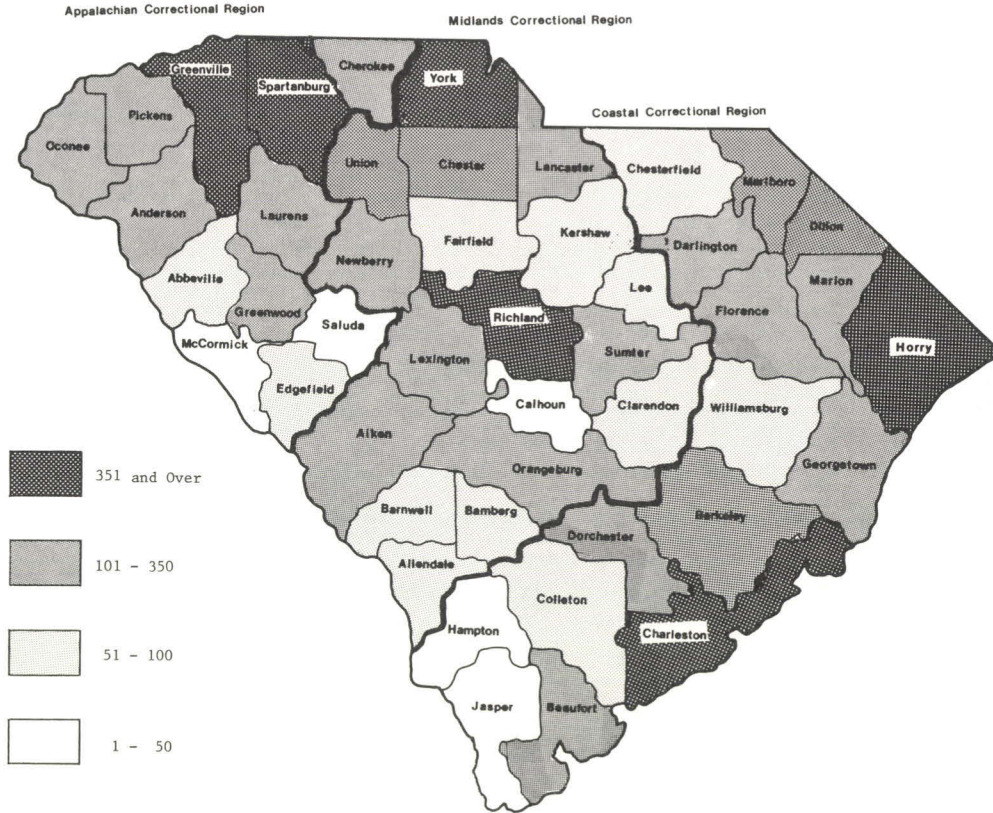 Appalachian Correctional Region
Midlands Correctional Region
Coastal Correctional Region
Cherokee
York
Greenville
Spartanburg
Pickens
Oconee
Union
Chester
Lancaster
Chesterfield
Marlboro
Anderson
Laurens
Dillon
Fairfield
Kershaw
Darlington
Newberry
Abbeville
Lee
Marion
Greenwood
Saluda
Richland
Florence
McCormick
Lexington
Sumter
Horry
Edgefield
Calhoun
Clarendon
Williamsburg
Aiken
Orangeburg
Georgetown
351 and Over
Barnwell
Bamberg
Berkeley
Dorchester
101 - 350
Allendale
Colleton
Hampton
Charleston
51 - 100
Jasper
Beaufort
1 - 50